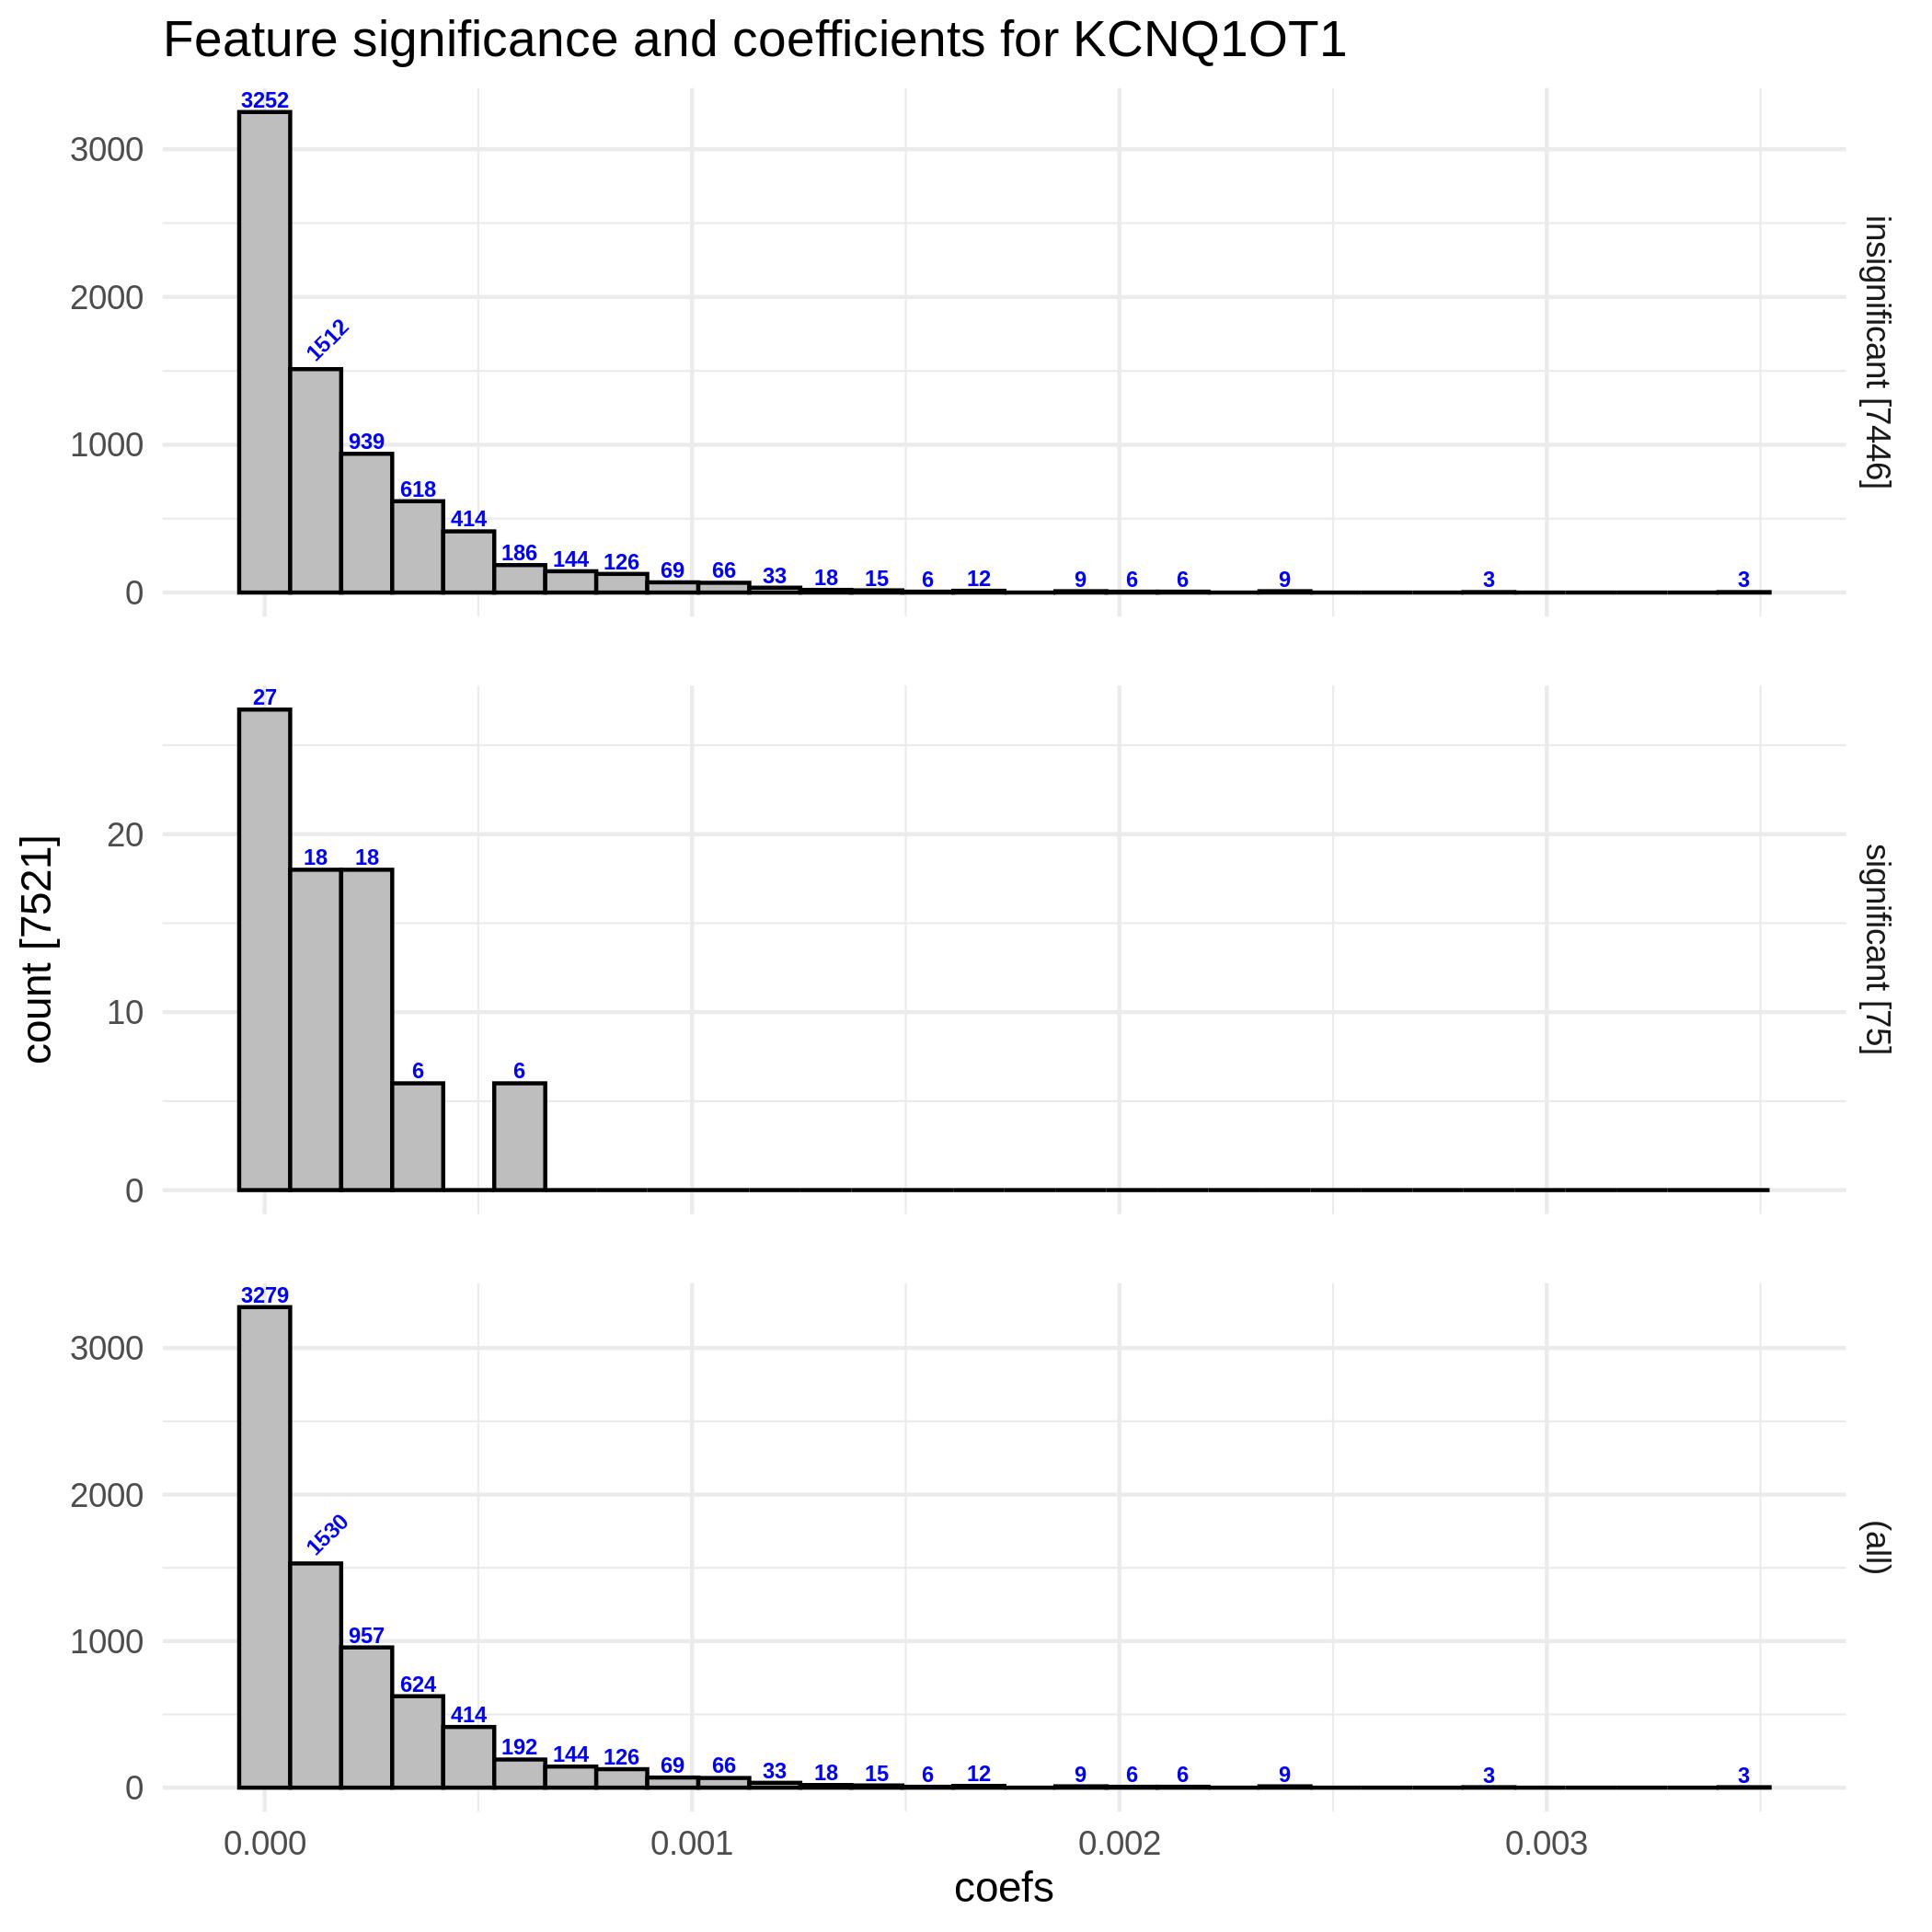 Feature significance and coefficients for KCNQ1OT1
3252
3000
2000
1512
1000
939
618
414
186 144 126 69 66 33 18 15 6 12 9 6 6 9 3 3
0
insignificant [7446]
27
20
18 18
10
6 6
0
significant [75]
count [7521]
3279
3000
2000
1530
1000
957
624
414
192 144 126 69 66 33 18 15 6 12 9 6 6 9 3 3
0
(all)
0.000 0.001 0.002 0.003
coefs